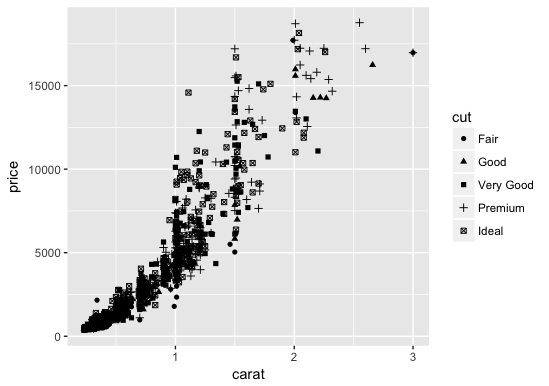 15000
10000
5000
0
price
1
2
3
carat
cut
Fair
Good
Very Good
Premium
Ideal